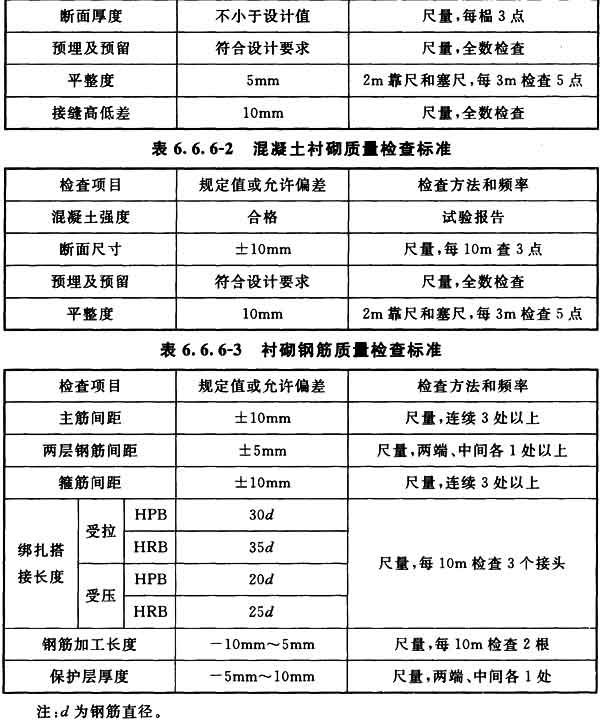 断面厚度 不小于设计值 尺量,每榀 3 点
预埋及预留 符合设计要求 尺量,全数检查
平整度 5mm 2m 靠尺和塞尺,每 3m 检查 5 点
接缝高低差 10mm 尺量,全数检查
表 6.6.6-2 混凝土衬砌质量检查标准
检查项目 规定值或允许偏差 检查方法和频率
混凝土强度 合格 试验报告
断面尺寸 ±10mm 尺量,每 10m 查 3 点
预埋及预留 符合设计要求 尺量,全数检查
平整度 10mm 2m 靠尺和塞尺,每 3m 检查 5 点
表 6.6.6-3 衬砌钢筋质量检查标准
检查项目 规定值或允许偏差 检查方法和频率
主筋间距 ±10mm 尺量,连续 3 处以上
两层钢筋间距 ±5mm 尺量,两端、中间各 1 处以上
箍筋间距 ±10mm 尺量,连续 3 处以上
绑扎搭
接长度
受拉
HPB 30d
HRB 35d
受压
HPB 20d
HRB 25d
尺量,每 10m 检查 3 个接头
钢筋加工长度 -10mm~5mm 尺量,每 10m 检查 2 根
保护层厚度 -5mm~10mm 尺量,两端、中间各 1 处
注:d 为钢筋直径。